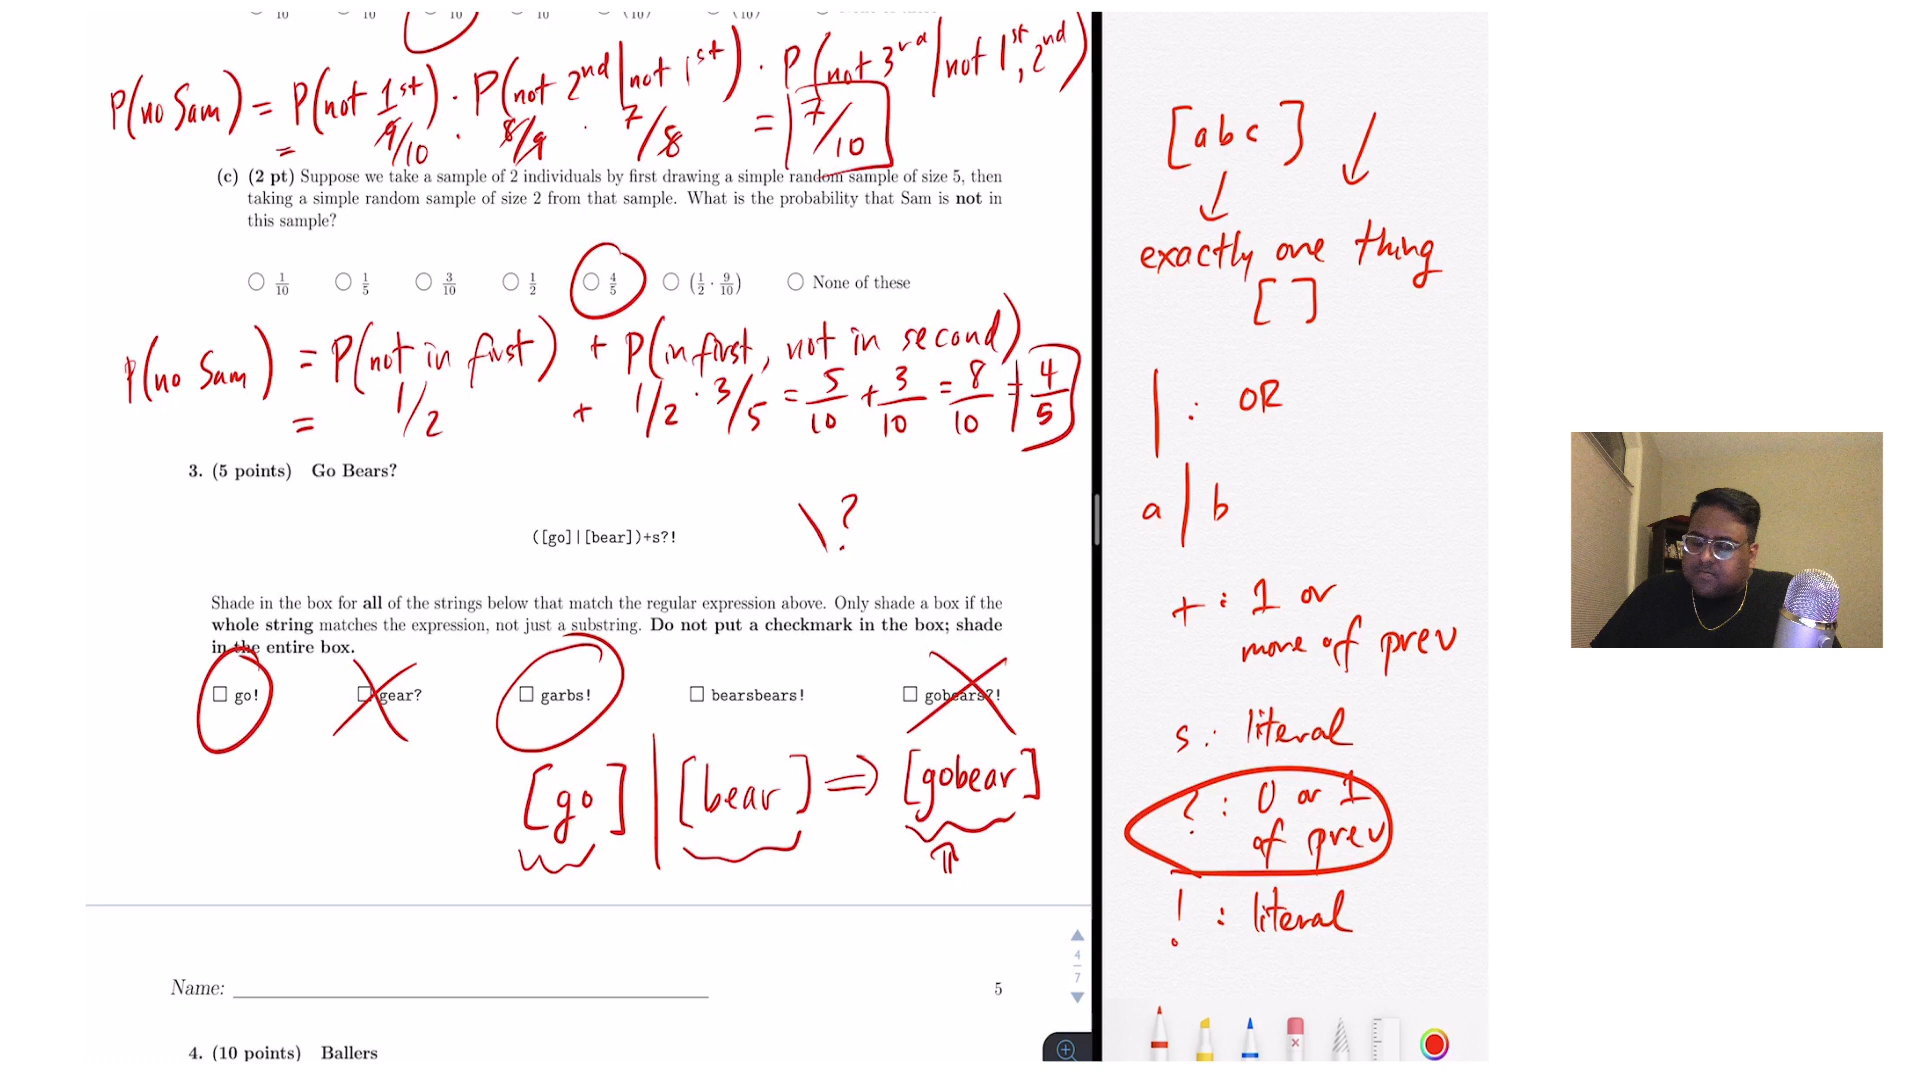 P(no Sam) = P(not 1st) · P(not 2nd | not 1st) · P(not 3rd | not 1st, 2nd)
= 9/10 · 8/9 · 7/8 = 7/10
(c) (2 pt) Suppose we take a sample of 2 individuals by first drawing a simple random sample of size 5, then
taking a simple random sample of size 2 from that sample. What is the probability that Sam is not in
this sample?
1/10 1/5 3/10 1/2 4/5 (1/2 · 9/10) None of these
P(no Sam) = P(not in first) + P(in first, not in second)
= 1/2 + 1/2 · 3/5 = 5/10 + 3/10 = 8/10 = 4/5
3. (5 points) Go Bears?
\?
([go]|[bear])+s?!
Shade in the box for all of the strings below that match the regular expression above. Only shade a box if the
whole string matches the expression, not just a substring. Do not put a checkmark in the box; shade
in the entire box.
go! gear? garbs! bearsbears! gobears?!
[go] | [bear] => [gobear]
Name:
5
4. (10 points) Ballers
4
7
[abc]
exactly one thing
[ ]
| : OR
a | b
+ : 1 or
more of prev
s : literal
? : 0 or 1
of prev
! : literal